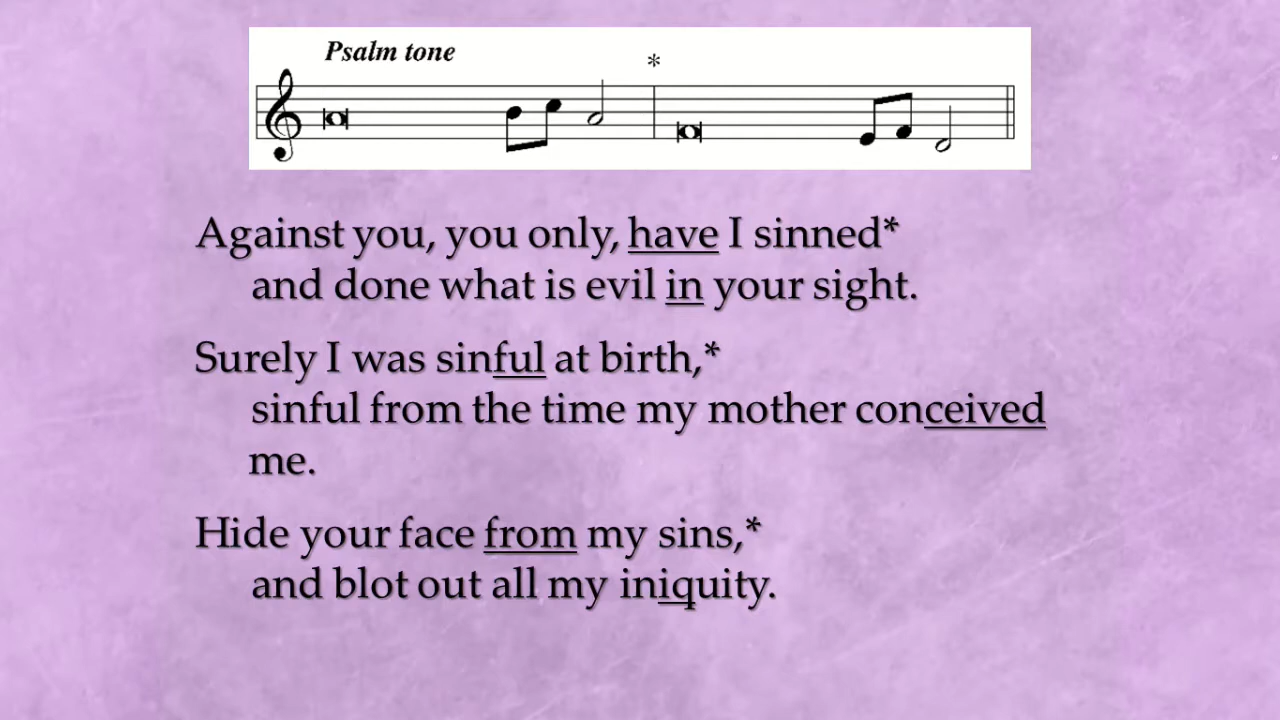 Psalm tone
*
Against you, you only, have I sinned*
and done what is evil in your sight.
Surely I was sinful at birth,*
sinful from the time my mother conceived
me.
Hide your face from my sins,*
and blot out all my iniquity.